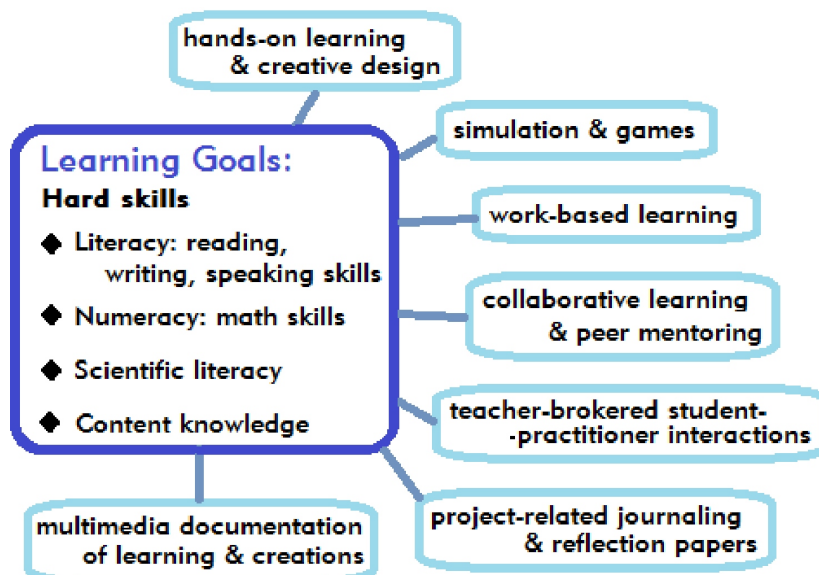 hands-on learning
& creative design
simulation & games
Learning Goals:
Hard skills
◆ Literacy: reading,
writing, speaking skills
◆ Numeracy: math skills
◆ Scientific literacy
◆ Content knowledge
work-based learning
collaborative learning
& peer mentoring
teacher-brokered student-
-practitioner interactions
project-related journaling
& reflection papers
multimedia documentation
of learning & creations